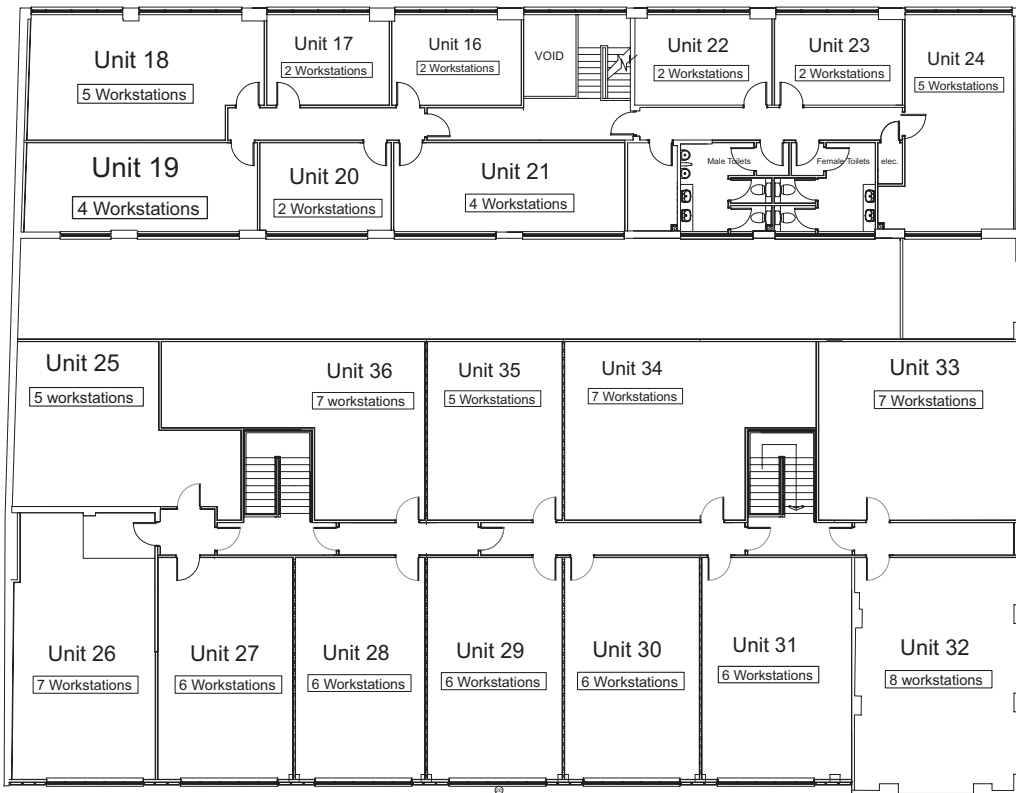 Unit 18
5 Workstations
Unit 17
2 Workstations
Unit 16
2 Workstations
VOID
Unit 22
2 Workstations
Unit 23
2 Workstations
Unit 24
5 Workstations
Unit 19
4 Workstations
Unit 20
2 Workstations
Unit 21
4 Workstations
Male Toilets
Female Toilets
elec.
Unit 25
5 workstations
Unit 36
7 workstations
Unit 35
5 Workstations
Unit 34
7 Workstations
Unit 33
7 Workstations
Unit 26
7 Workstations
Unit 27
6 Workstations
Unit 28
6 Workstations
Unit 29
6 Workstations
Unit 30
6 Workstations
Unit 31
6 Workstations
Unit 32
8 workstations